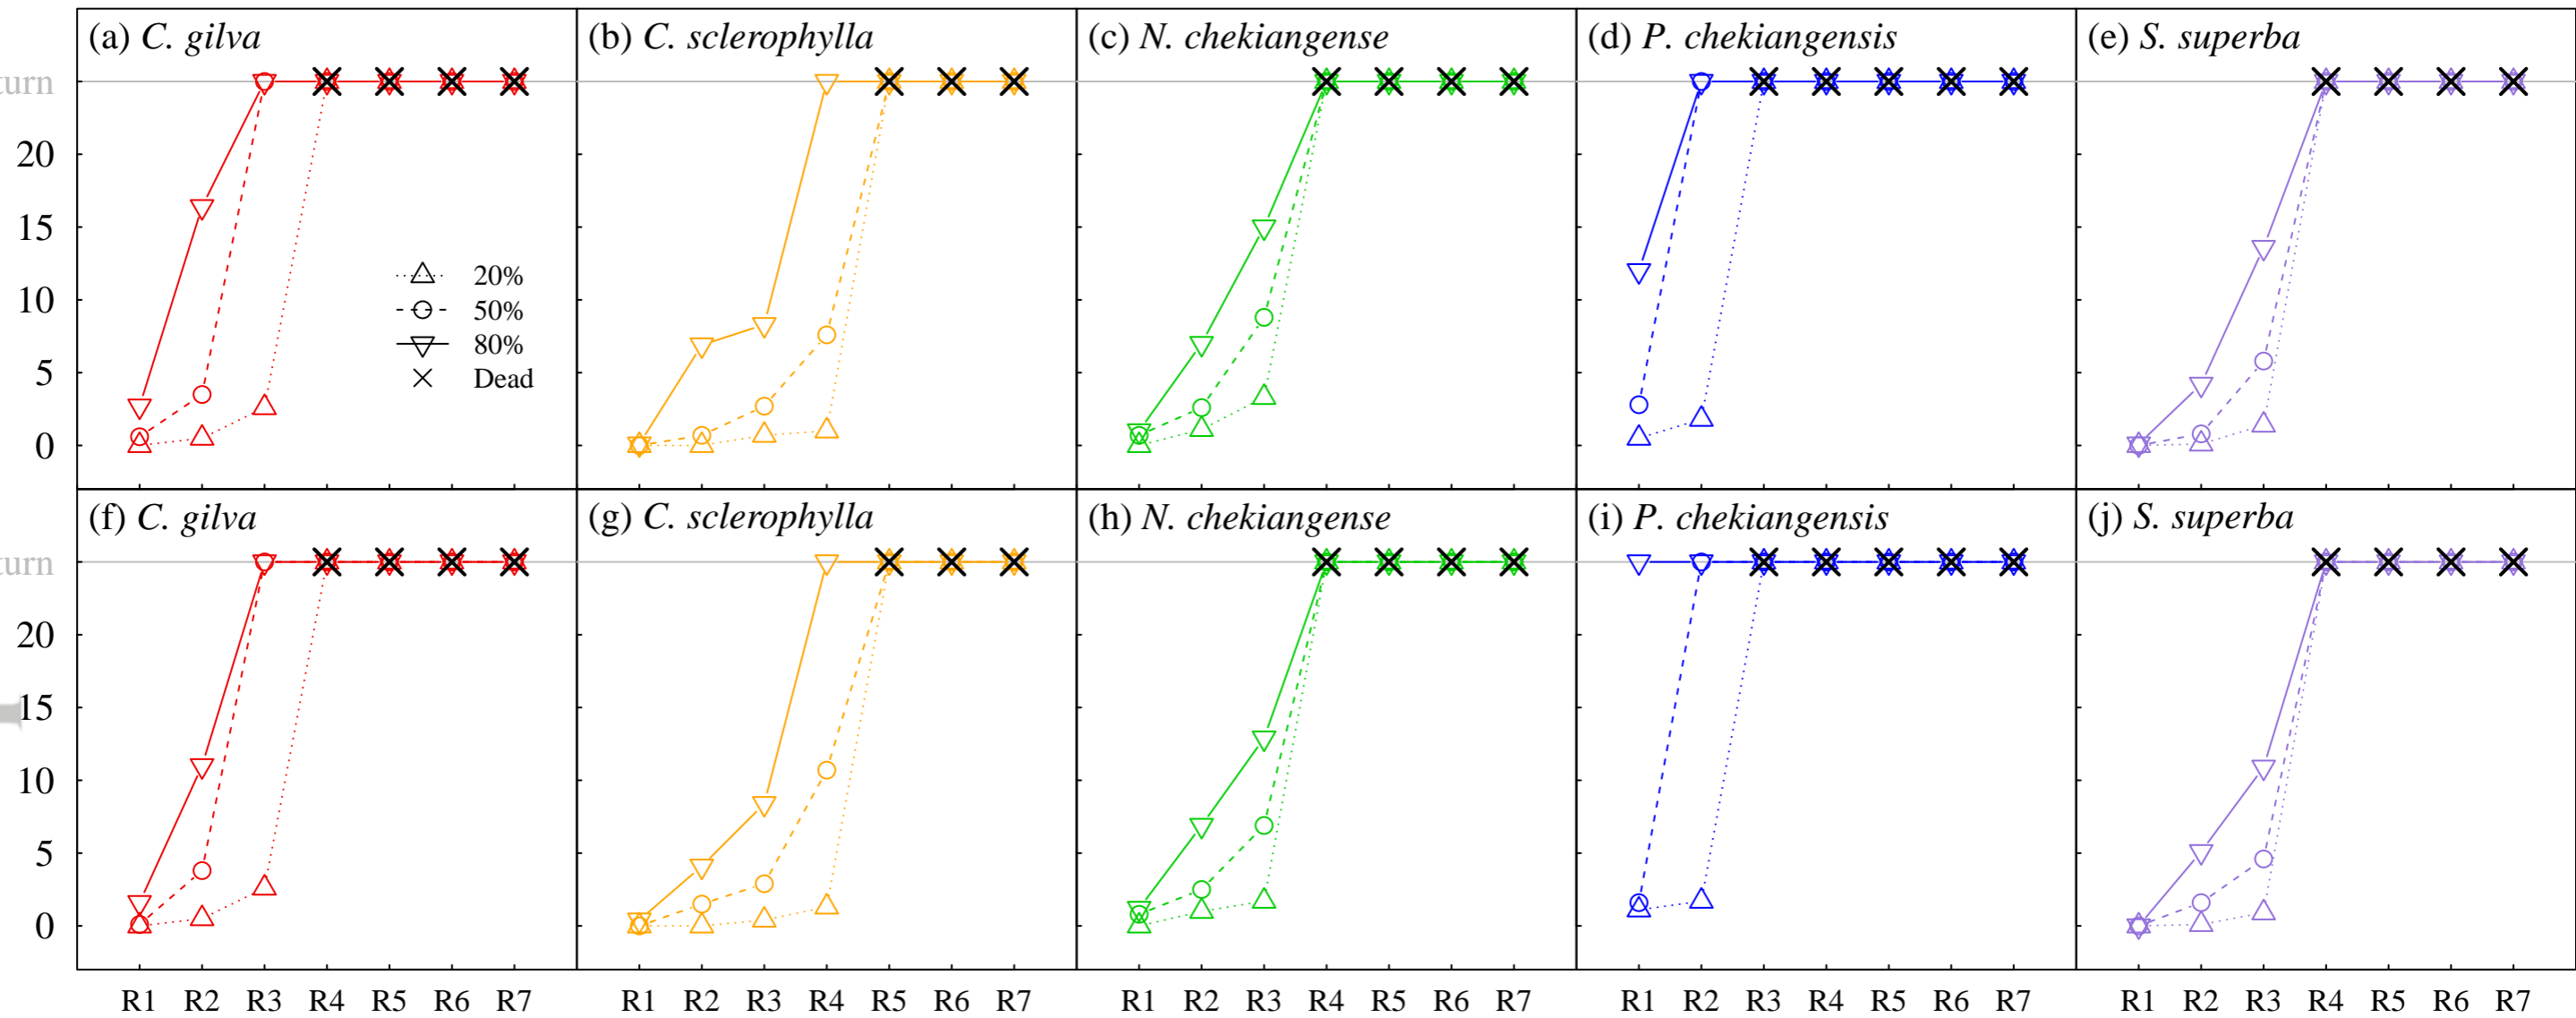 (a) C. gilva
(b) C. sclerophylla
(c) N. chekiangense
(d) P. chekiangensis
(e) S. superba
turn
20
15
10
5
0
20%
50%
80%
Dead
(f) C. gilva
(g) C. sclerophylla
(h) N. chekiangense
(i) P. chekiangensis
(j) S. superba
turn
20
15
10
5
0
R1 R2 R3 R4 R5 R6 R7
R1 R2 R3 R4 R5 R6 R7
R1 R2 R3 R4 R5 R6 R7
R1 R2 R3 R4 R5 R6 R7
R1 R2 R3 R4 R5 R6 R7